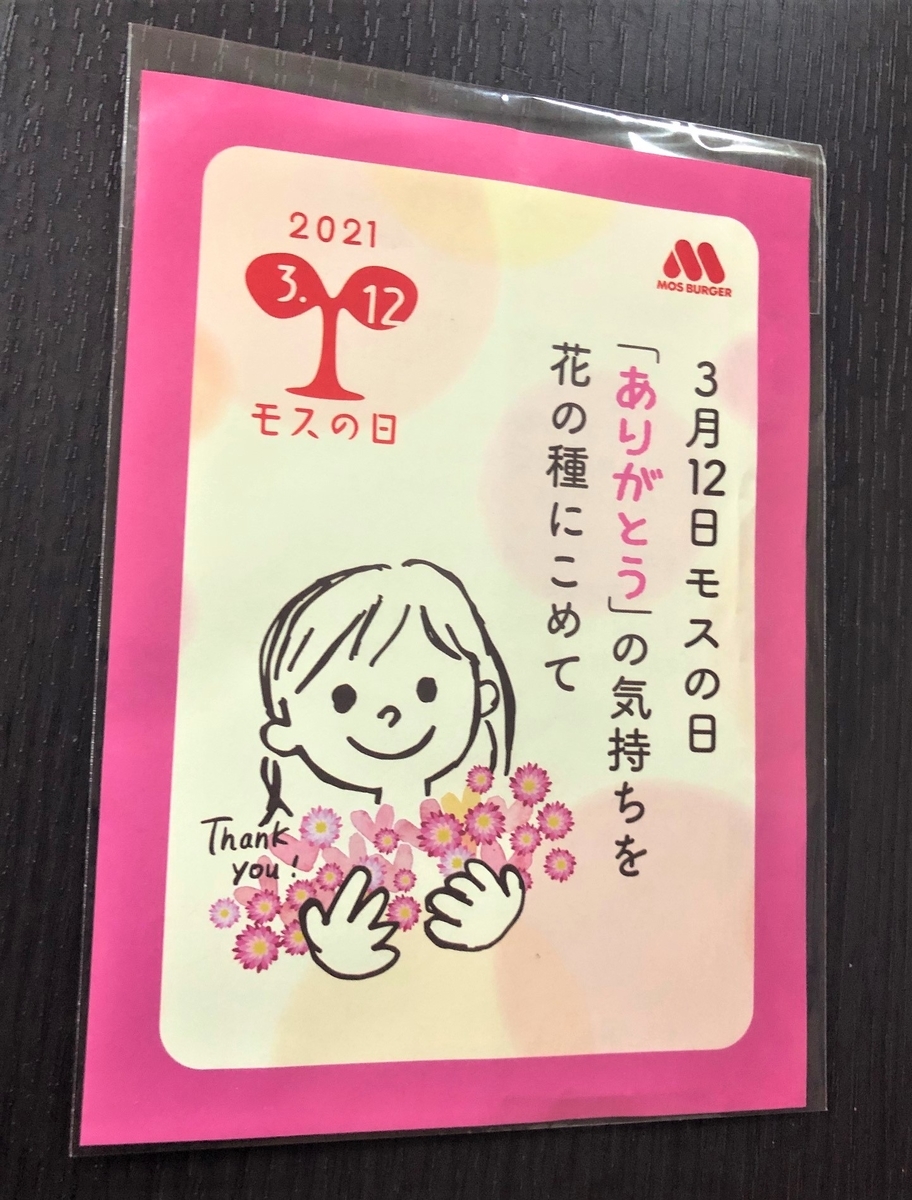 2021
3.12
モスの日
MOS BURGER
3月12日モスの日
「ありがとう」の気持ちを
花の種にこめて
Thank
you!